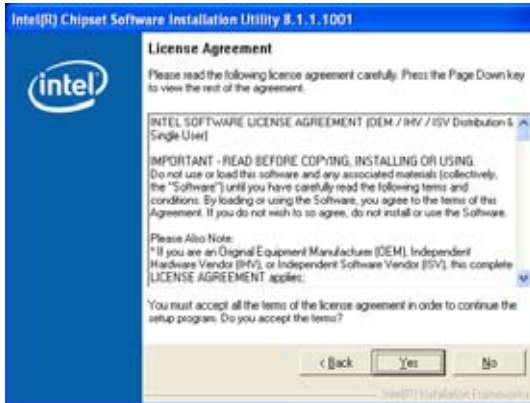 Intel(R) Chipset Software Installation Utility 8.1.1.1001
intel
License Agreement
Please read the following license agreement carefully. Press the Page Down key
to view the rest of the agreement.
INTEL SOFTWARE LICENSE AGREEMENT (OEM / IHV / ISV Distribution &
Single User)
IMPORTANT - READ BEFORE COPYING, INSTALLING OR USING.
Do not use or load this software and any associated materials (collectively,
the "Software") until you have carefully read the following terms and
conditions. By loading or using the Software, you agree to the terms of this
Agreement. If you do not wish to so agree, do not install or use the Software.
Please Also Note:
* If you are an Original Equipment Manufacturer (OEM), Independent
Hardware Vendor (IHV), or Independent Software Vendor (ISV), this complete
LICENSE AGREEMENT applies;
You must accept all the terms of the license agreement in order to continue the
setup program. Do you accept the terms?
< Back
Yes
No
Intel(R) Installation Framework